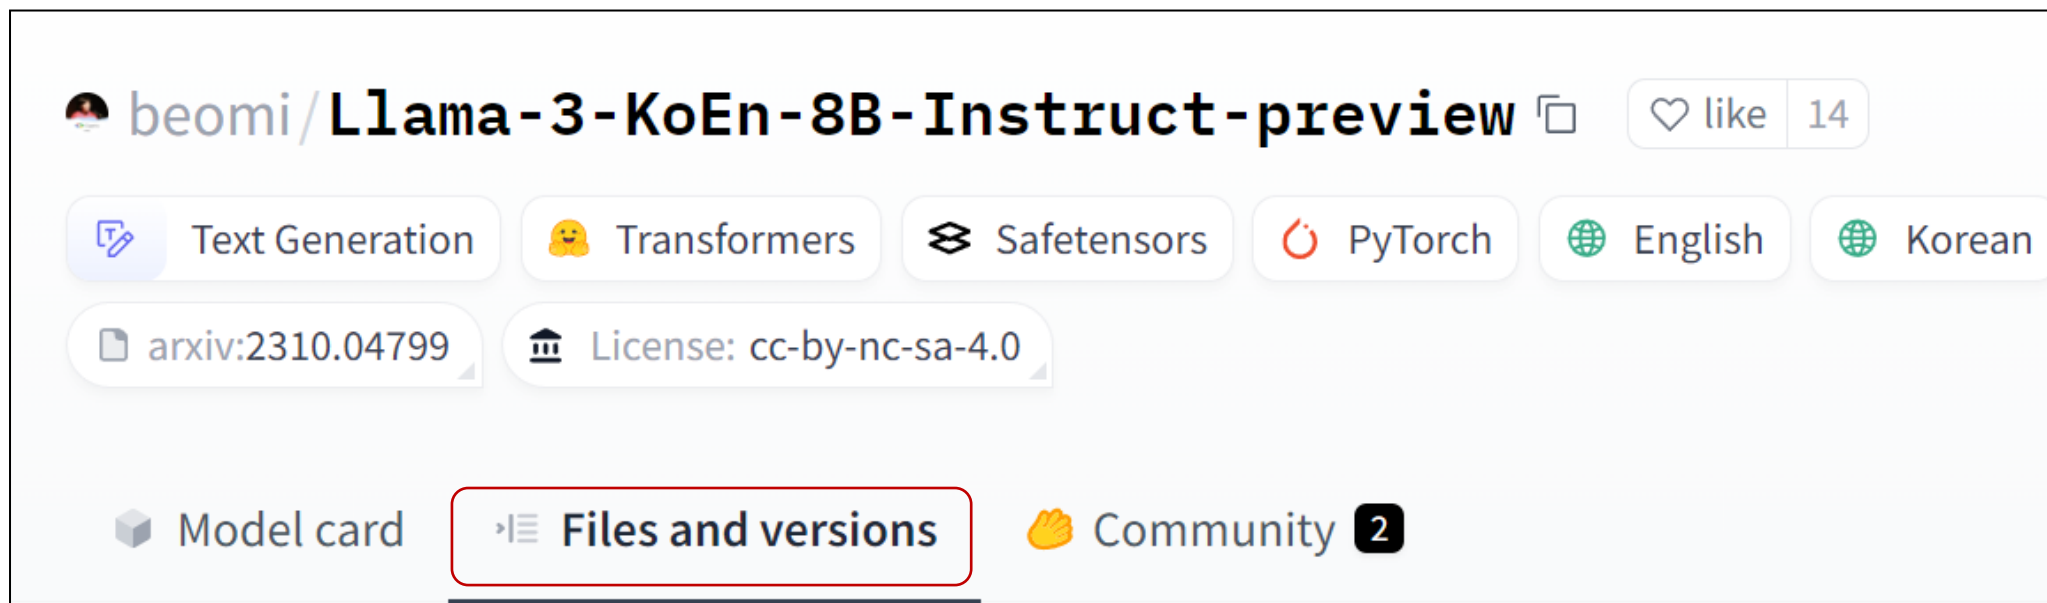 beomi/Llama-3-KoEn-8B-Instruct-preview like 14
Text Generation Transformers Safetensors PyTorch English Korean
arxiv:2310.04799 License: cc-by-nc-sa-4.0
Model card Files and versions Community 2